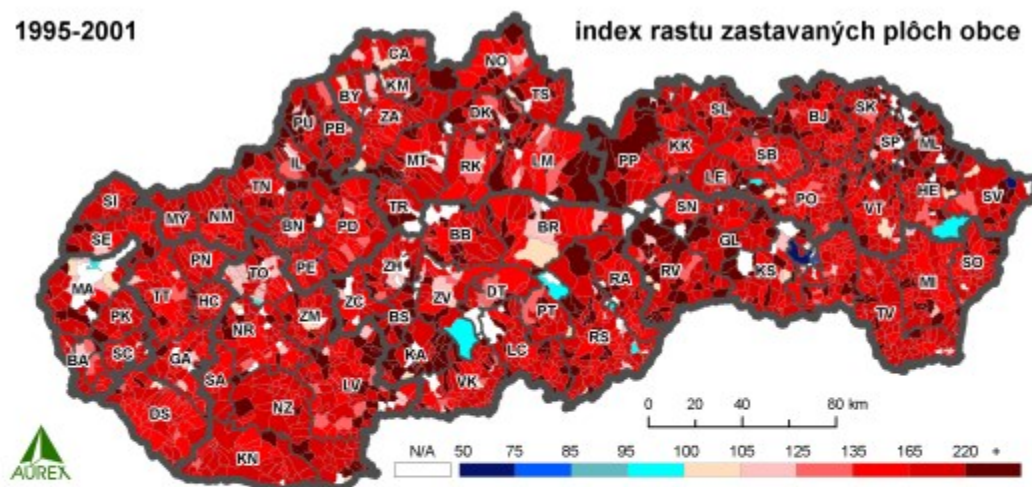 1995-2001
index rastu zastavaných plôch obce
CA
NO
BY
KM
TS
PU
PB
ZA
DK
SL
BJ
SK
SP
ML
IL
MT
RK
LM
PP
KK
SB
LE
HE
SV
TN
SI
MY
NM
BN
PD
TR
BB
BR
SN
PO
VT
SE
PN
TO
PE
ZH
GL
KS
SO
MA
TT
HC
ZM
ZC
ZV
DT
RA
RV
MI
PK
NR
BS
PT
TV
BA
SC
GA
SA
KA
LC
RS
LV
VK
DS
NZ
KN
0 20 40 80 km
N/A 50 75 85 95 100 105 125 135 165 220 +
AUREX